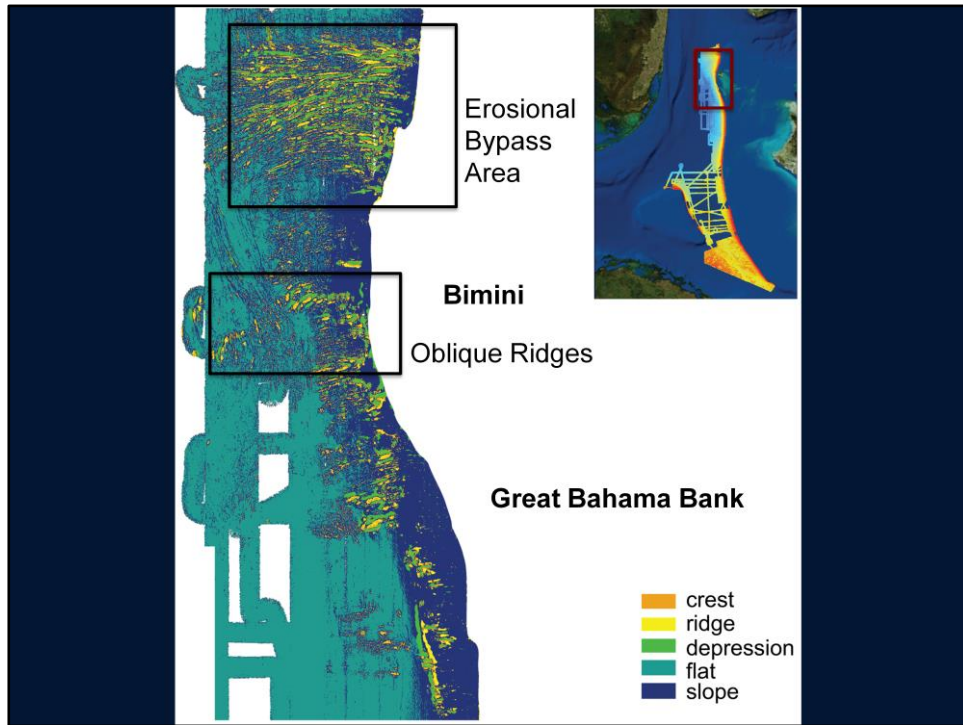 Erosional
Bypass
Area
Bimini
Oblique Ridges
Great Bahama Bank
crest
ridge
depression
flat
slope